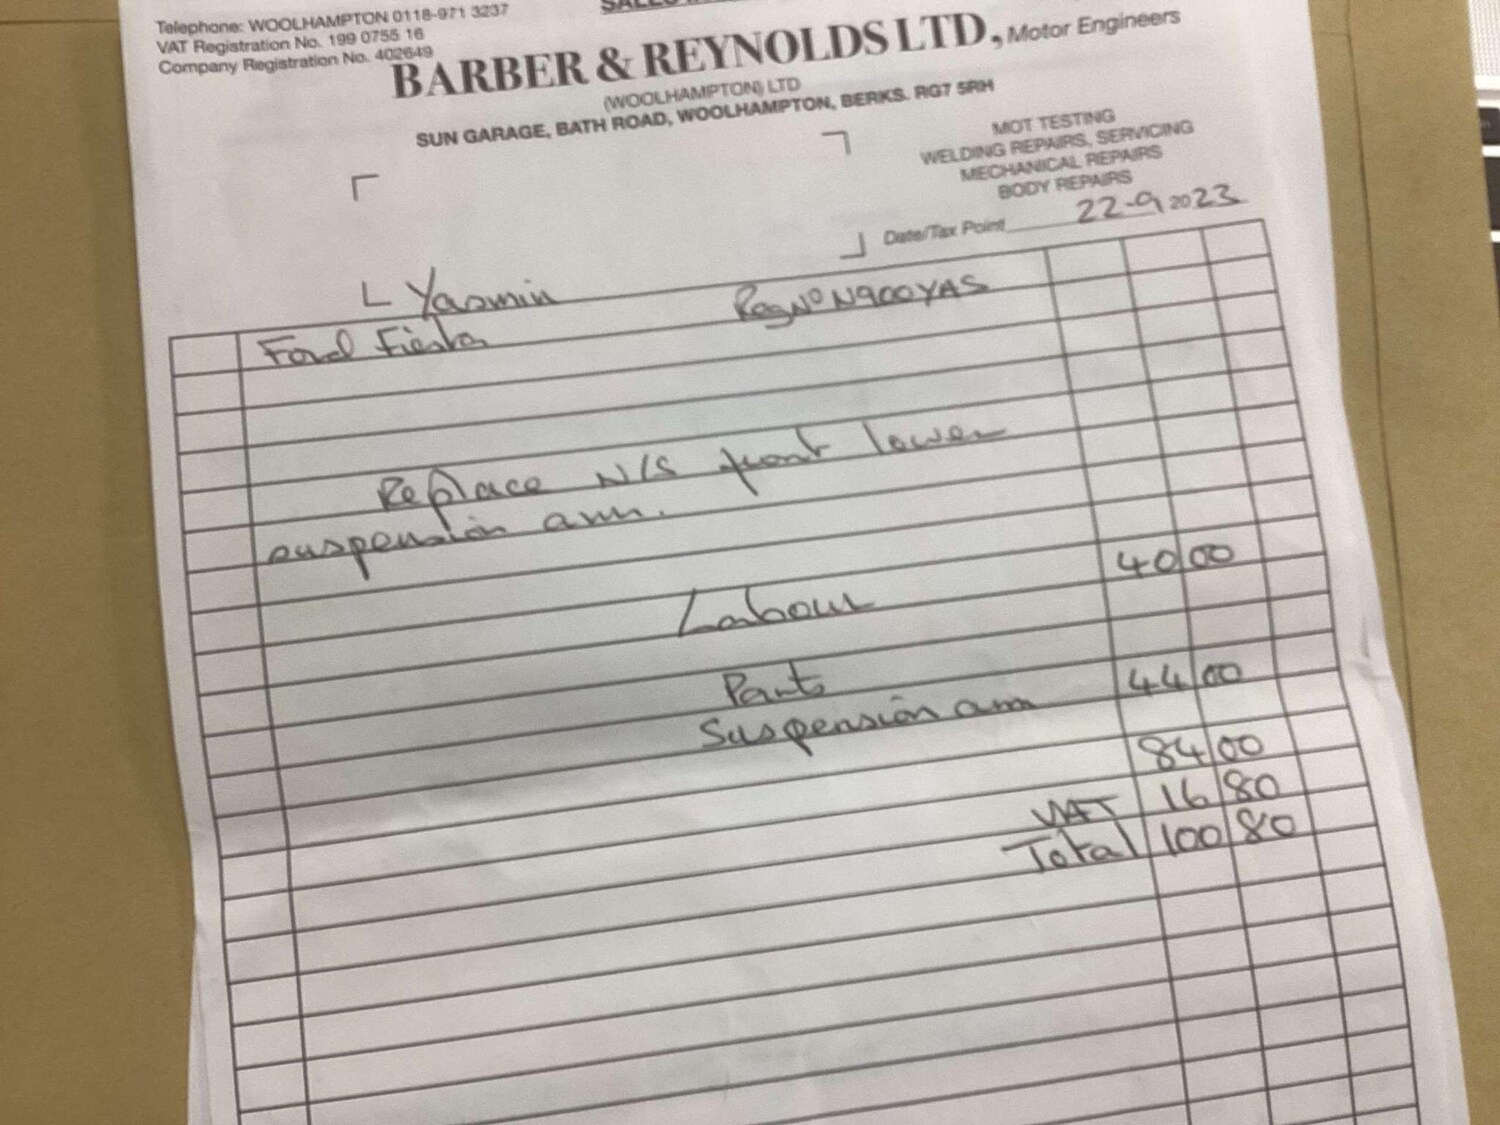 Telephone: WOOLHAMPTON 0118-971 3237
VAT Registration No. 199 0755 16
Company Registration No. 402649
BARBER & REYNOLDS LTD, Motor Engineers
(WOOLHAMPTON) LTD
SUN GARAGE, BATH ROAD, WOOLHAMPTON, BERKS. RG7 5RH
MOT TESTING
WELDING REPAIRS, SERVICING
MECHANICAL REPAIRS
BODY REPAIRS
Date/Tax Point 22-9 2023
Yasmin
Ford Fiesta Reg No N900YAS
Replace N/S front lower
suspension arm.
Labour 40 00
Parts
Suspension arm 44 00
84 00
VAT 16 80
Total 100 80